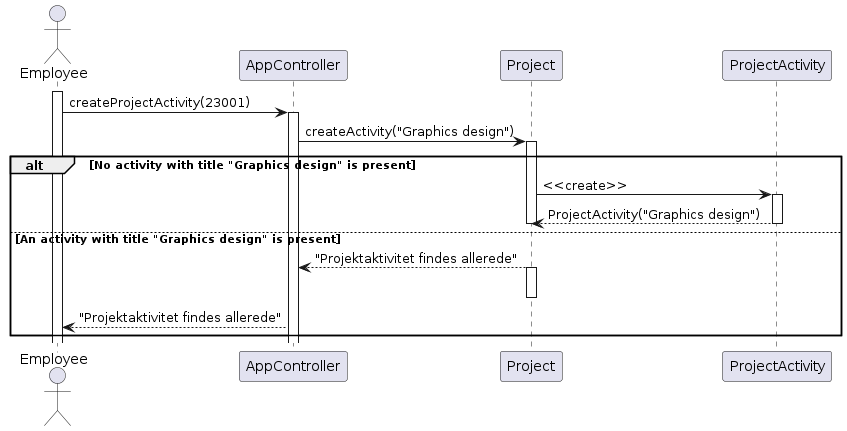 Employee
AppController
Project
ProjectActivity
createProjectActivity(23001)
createActivity("Graphics design")
alt
[No activity with title "Graphics design" is present]
<<create>>
ProjectActivity("Graphics design")
[An activity with title "Graphics design" is present]
"Projektaktivitet findes allerede"
"Projektaktivitet findes allerede"
Employee
AppController
Project
ProjectActivity